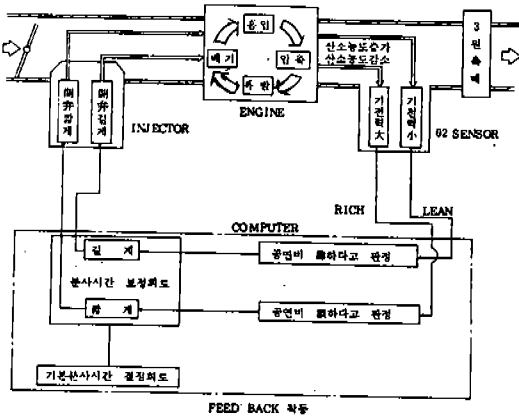 흡입
배기
압축
폭발
ENGINE
산소농도증가
산소농도감소
3원촉매
開弁짧게
開弁길게
INJECTOR
기전력大
기전력小
O2 SENSOR
RICH
LEAN
COMPUTER
길게
공연비 하다고 판정
분사시간 보정회로
짧게
공연비 하다고 판정
기본분사시간 결정회로
FEED BACK 작동